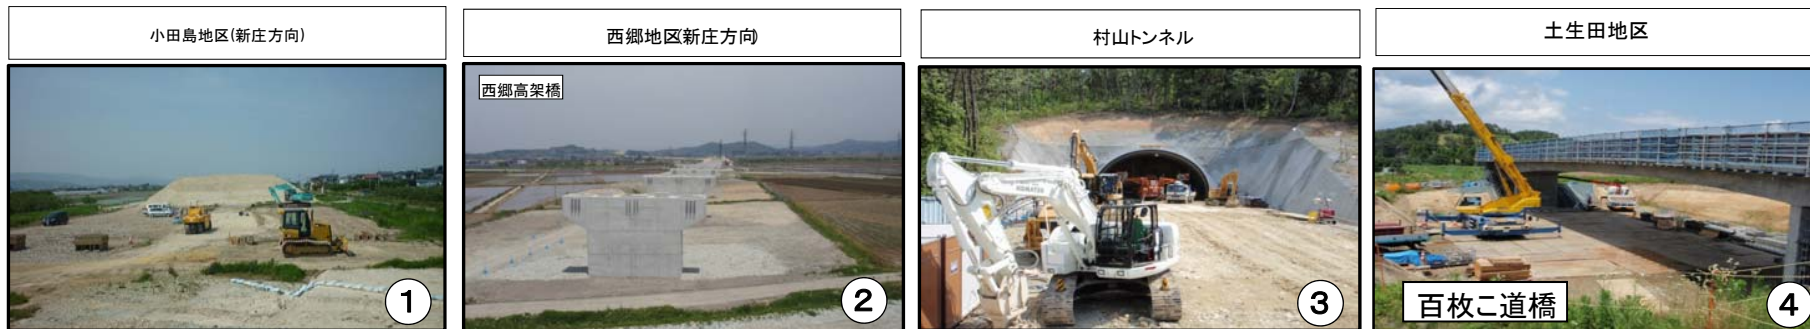 小田島地区(新庄方向)
西郷地区(新庄方向)
村山トンネル
土生田地区
西郷高架橋
KOMATSU
百枚こ道橋
①
②
③
④